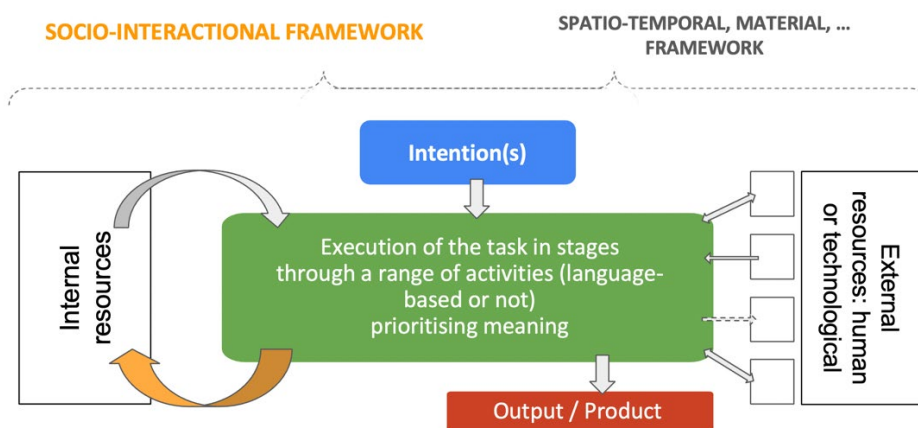 SOCIO-INTERACTIONAL FRAMEWORK
SPATIO-TEMPORAL, MATERIAL, ...
FRAMEWORK
Intention(s)
Internal
resources
Execution of the task in stages
through a range of activities (language-
based or not)
prioritising meaning
External
resources: human
or technological
Output / Product